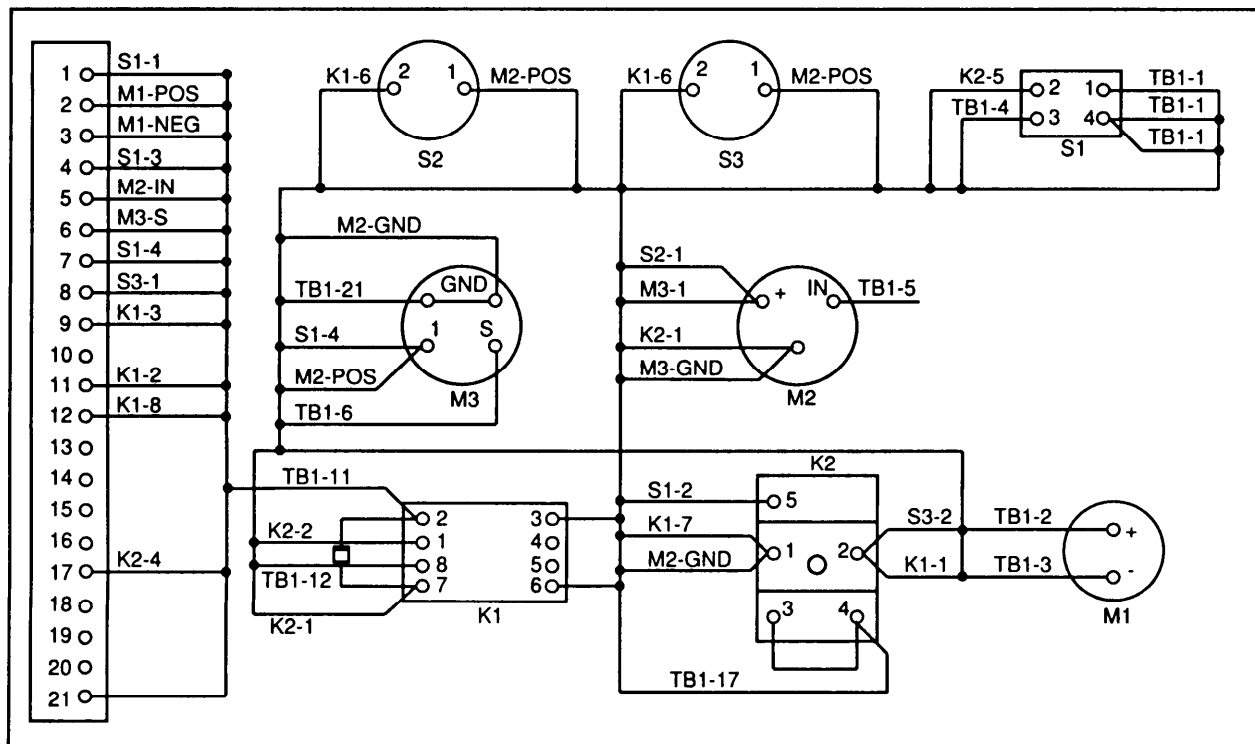 1 S1-1
2 M1-POS
3 M1-NEG
4 S1-3
5 M2-IN
6 M3-S
7 S1-4
8 S3-1
9 K1-3
10
11 K1-2
12 K1-8
13
14
15
16
17 K2-4
18
19
20
21
K1-6 2 1 M2-POS
S2
K1-6 2 1 M2-POS
S3
K2-5 2 1 TB1-1
TB1-4 3 4 TB1-1
TB1-1
S1
M2-GND
TB1-21 GND
S1-4 1 S
M2-POS
M3
TB1-6
S2-1
M3-1 + IN TB1-5
K2-1
M3-GND
M2
TB1-11
K2-2
TB1-12
K2-1
2 3
1 4
8 5
7 6
K1
K2
S1-2 5
K1-7
M2-GND
1 2
S3-2
K1-1
3 4
TB1-17
TB1-2 +
TB1-3 -
M1